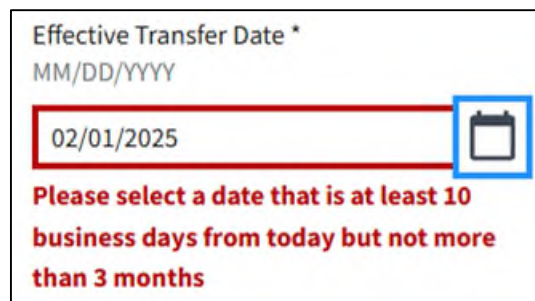 Effective Transfer Date *
MM/DD/YYYY
02/01/2025
Please select a date that is at least 10
business days from today but not more
than 3 months